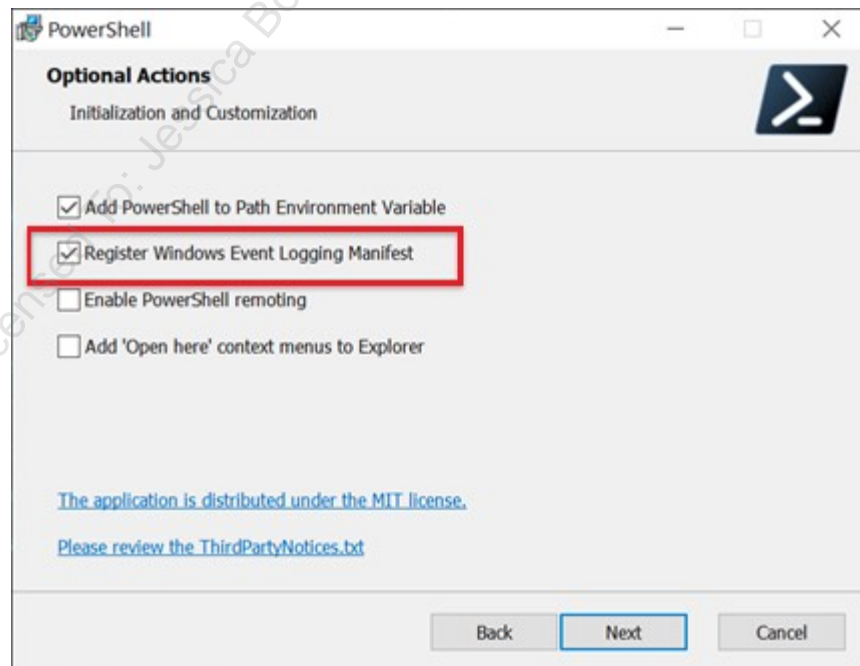 PowerShell
Optional Actions
Initialization and Customization
Add PowerShell to Path Environment Variable
Register Windows Event Logging Manifest
Enable PowerShell remoting
Add 'Open here' context menus to Explorer
The application is distributed under the MIT license.
Please review the ThirdPartyNotices.txt
Back Next Cancel
To: Jessica